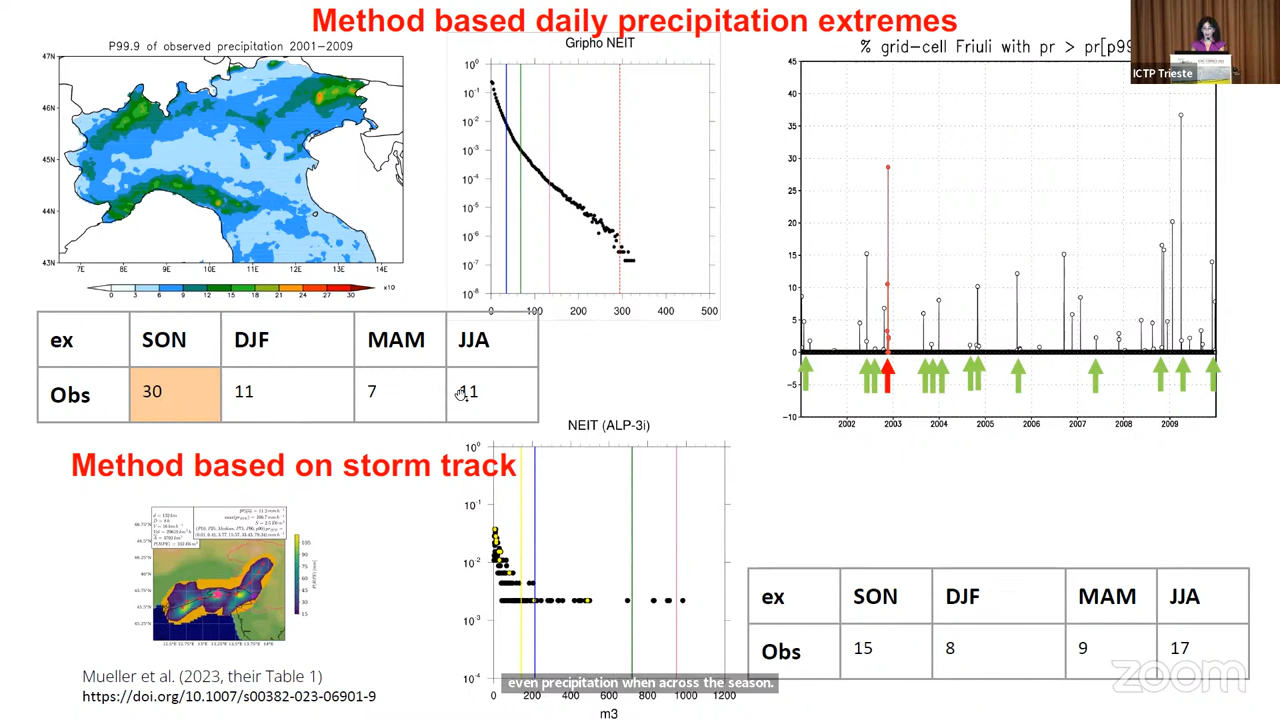 Method based daily precipitation extremes
P99.9 of observed precipitation 2001–2009
47N
46N
45N
44N
43N
7E 8E 9E 10E 11E 12E 13E 14E
0 3 6 9 12 15 18 21 24 27 30 x10
Gripho NEIT
10^0
10^-1
10^-2
10^-3
10^-4
10^-5
10^-6
10^-7
10^-8
0 100 200 300 400 500
% grid-cell Friuli with pr > pr[p99
45
40
35
30
25
20
15
10
5
0
-5
-10
2002 2003 2004 2005 2006 2007 2008 2009
ICTP Trieste
ex SON DJF MAM JJA
Obs 30 11 7 11
Method based on storm track
Mueller et al. (2023, their Table 1)
https://doi.org/10.1007/s00382-023-06901-9
NEIT (ALP-3i)
10^0
10^-1
10^-2
10^-3
10^-4
0 200 400 600 800 1000 1200
m3
even precipitation when across the season.
ex SON DJF MAM JJA
Obs 15 8 9 17
zoom